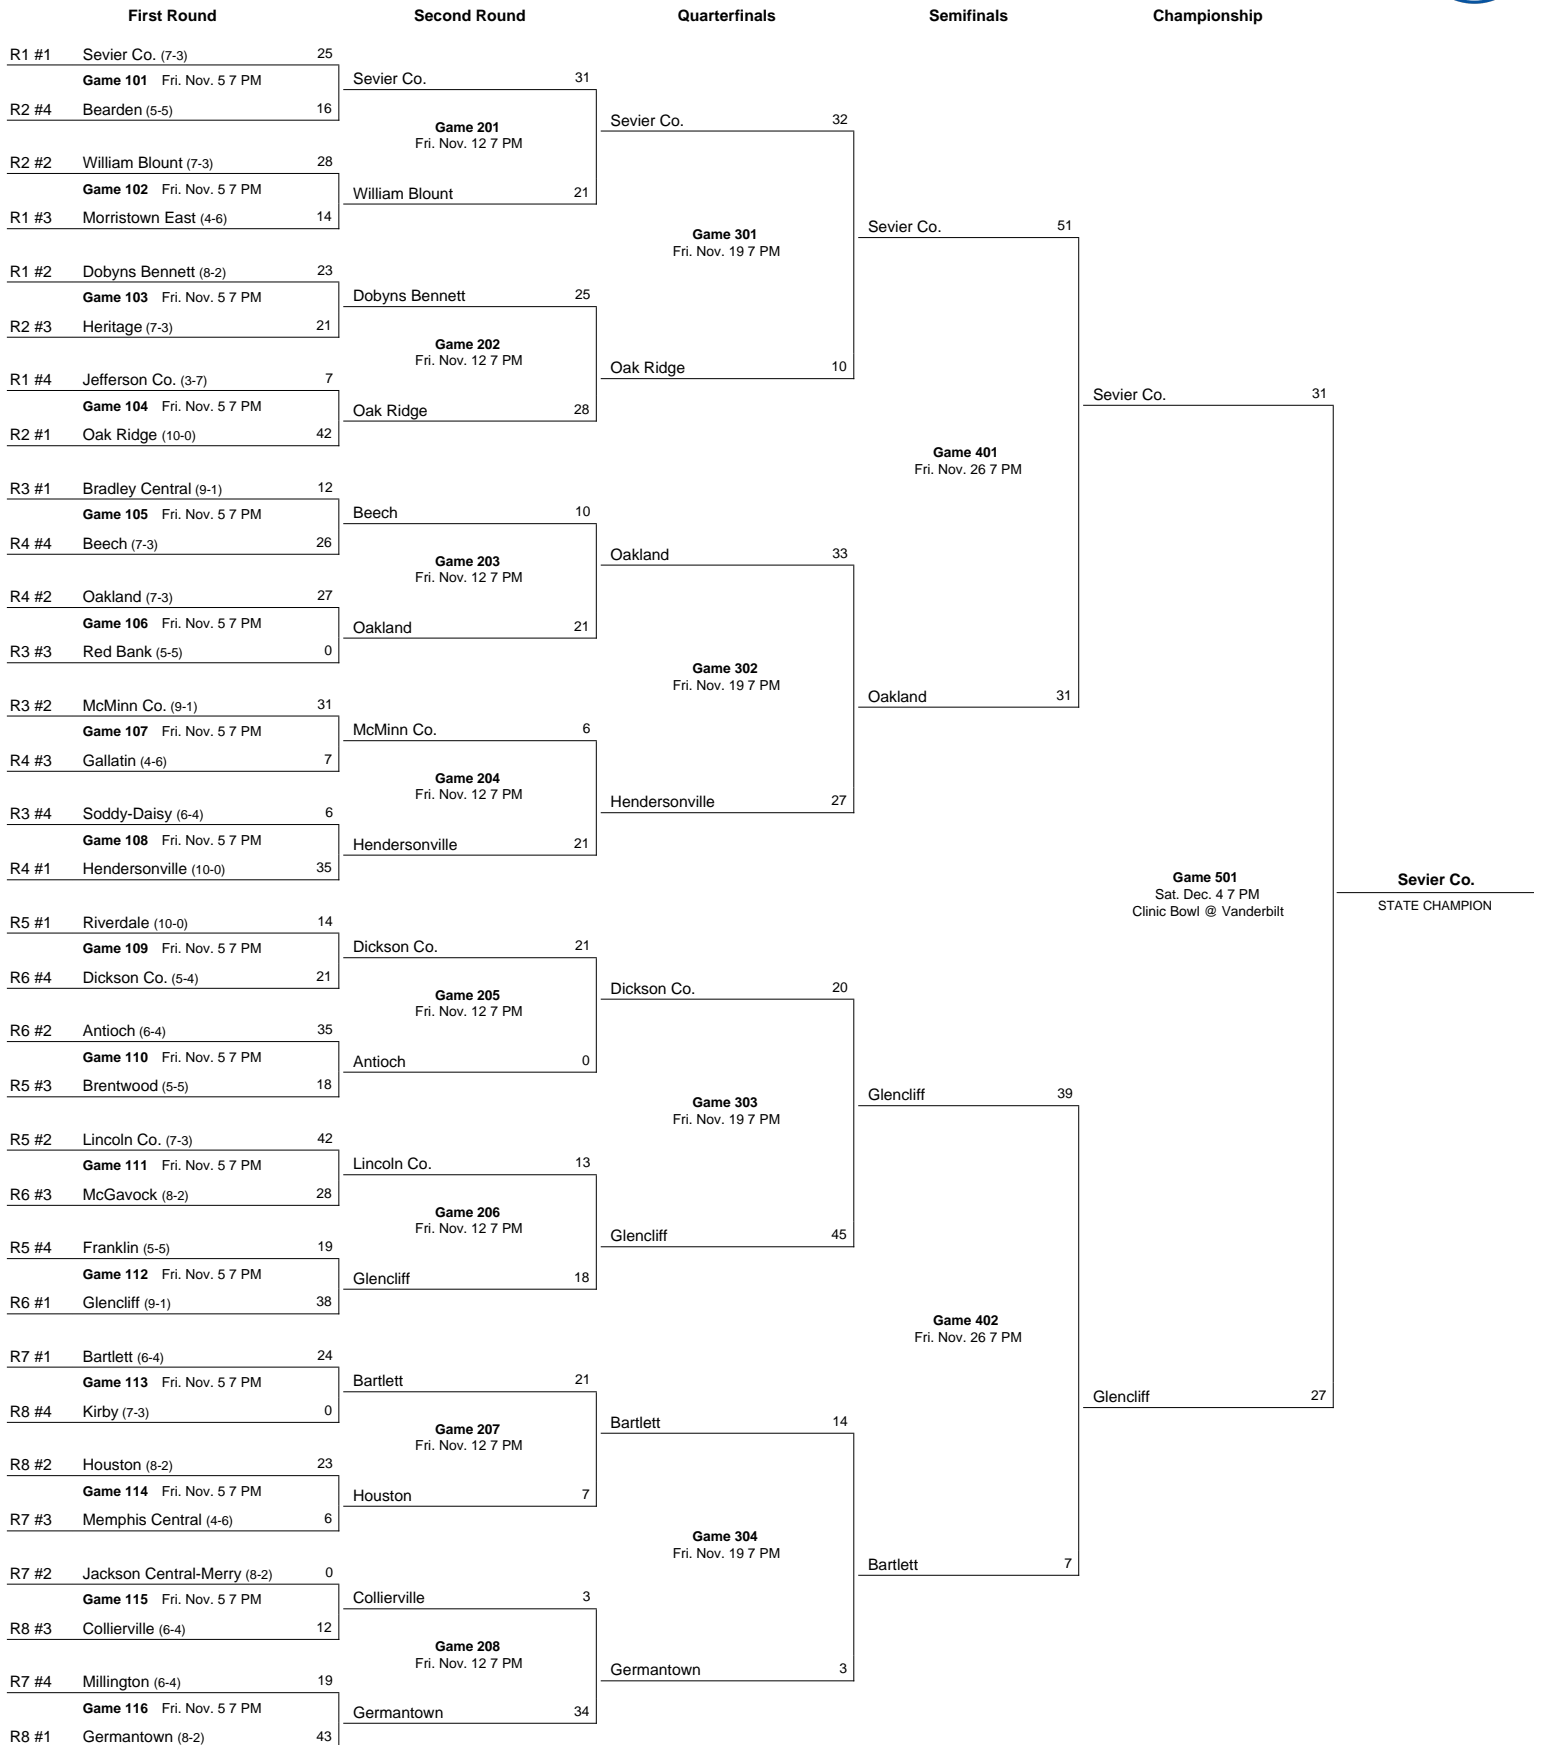 First Round Second Round Quarterfinals Semifinals Championship
R1 #1 Sevier Co. (7-3) 25
Game 101 Fri. Nov. 5 7 PM
R2 #4 Bearden (5-5) 16
R2 #2 William Blount (7-3) 28
Game 102 Fri. Nov. 5 7 PM
R1 #3 Morristown East (4-6) 14
R1 #2 Dobyns Bennett (8-2) 23
Game 103 Fri. Nov. 5 7 PM
R2 #3 Heritage (7-3) 21
R1 #4 Jefferson Co. (3-7) 7
Game 104 Fri. Nov. 5 7 PM
R2 #1 Oak Ridge (10-0) 42
R3 #1 Bradley Central (9-1) 12
Game 105 Fri. Nov. 5 7 PM
R4 #4 Beech (7-3) 26
R4 #2 Oakland (7-3) 27
Game 106 Fri. Nov. 5 7 PM
R3 #3 Red Bank (5-5) 0
R3 #2 McMinn Co. (9-1) 31
Game 107 Fri. Nov. 5 7 PM
R4 #3 Gallatin (4-6) 7
R3 #4 Soddy-Daisy (6-4) 6
Game 108 Fri. Nov. 5 7 PM
R4 #1 Hendersonville (10-0) 35
R5 #1 Riverdale (10-0) 14
Game 109 Fri. Nov. 5 7 PM
R6 #4 Dickson Co. (5-4) 21
R6 #2 Antioch (6-4) 35
Game 110 Fri. Nov. 5 7 PM
R5 #3 Brentwood (5-5) 18
R5 #2 Lincoln Co. (7-3) 42
Game 111 Fri. Nov. 5 7 PM
R6 #3 McGavock (8-2) 28
R5 #4 Franklin (5-5) 19
Game 112 Fri. Nov. 5 7 PM
R6 #1 Glencliff (9-1) 38
R7 #1 Bartlett (6-4) 24
Game 113 Fri. Nov. 5 7 PM
R8 #4 Kirby (7-3) 0
R8 #2 Houston (8-2) 23
Game 114 Fri. Nov. 5 7 PM
R7 #3 Memphis Central (4-6) 6
R7 #2 Jackson Central-Merry (8-2) 0
Game 115 Fri. Nov. 5 7 PM
R8 #3 Collierville (6-4) 12
R7 #4 Millington (6-4) 19
Game 116 Fri. Nov. 5 7 PM
R8 #1 Germantown (8-2) 43
Sevier Co. 31
Game 201
Fri. Nov. 12 7 PM
William Blount 21
Dobyns Bennett 25
Game 202
Fri. Nov. 12 7 PM
Oak Ridge 28
Beech 10
Game 203
Fri. Nov. 12 7 PM
Oakland 21
McMinn Co. 6
Game 204
Fri. Nov. 12 7 PM
Hendersonville 21
Dickson Co. 21
Game 205
Fri. Nov. 12 7 PM
Antioch 0
Lincoln Co. 13
Game 206
Fri. Nov. 12 7 PM
Glencliff 18
Bartlett 21
Game 207
Fri. Nov. 12 7 PM
Houston 7
Collierville 3
Game 208
Fri. Nov. 12 7 PM
Germantown 34
Sevier Co. 32
Game 301
Fri. Nov. 19 7 PM
Oak Ridge 10
Oakland 33
Game 302
Fri. Nov. 19 7 PM
Hendersonville 27
Dickson Co. 20
Game 303
Fri. Nov. 19 7 PM
Glencliff 45
Bartlett 14
Game 304
Fri. Nov. 19 7 PM
Germantown 3
Sevier Co. 51
Game 401
Fri. Nov. 26 7 PM
Oakland 31
Glencliff 39
Game 402
Fri. Nov. 26 7 PM
Bartlett 7
Sevier Co. 31
Game 501
Sat. Dec. 4 7 PM
Clinic Bowl @ Vanderbilt
Glencliff 27
Sevier Co.
STATE CHAMPION